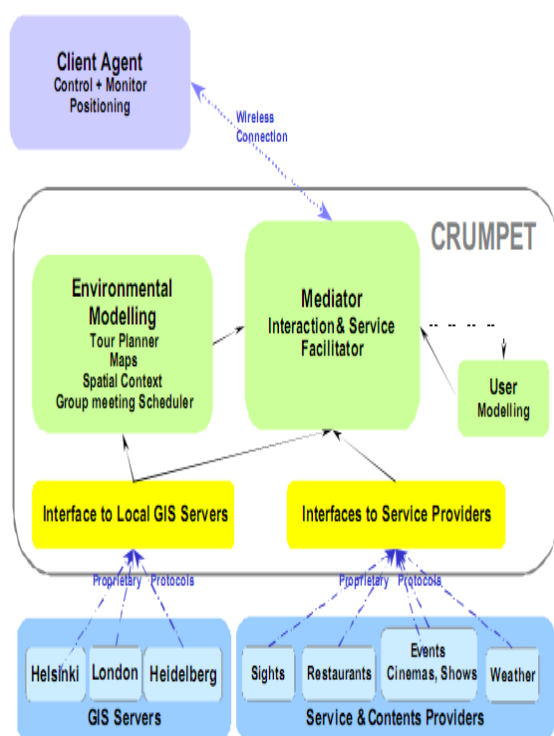 Client Agent
Control + Monitor
Positioning
Wireless
Connection
CRUMPET
Environmental
Modelling
Tour Planner
Maps
Spatial Context
Group meeting Scheduler
Mediator
Interaction & Service
Facilitator
User
Modelling
Interface to Local GIS Servers
Interfaces to Service Providers
Proprietary Protocols
Proprietary Protocols
Helsinki
London
Heidelberg
GIS Servers
Sights
Restaurants
Events
Cinemas, Shows
Weather
Service & Contents Providers